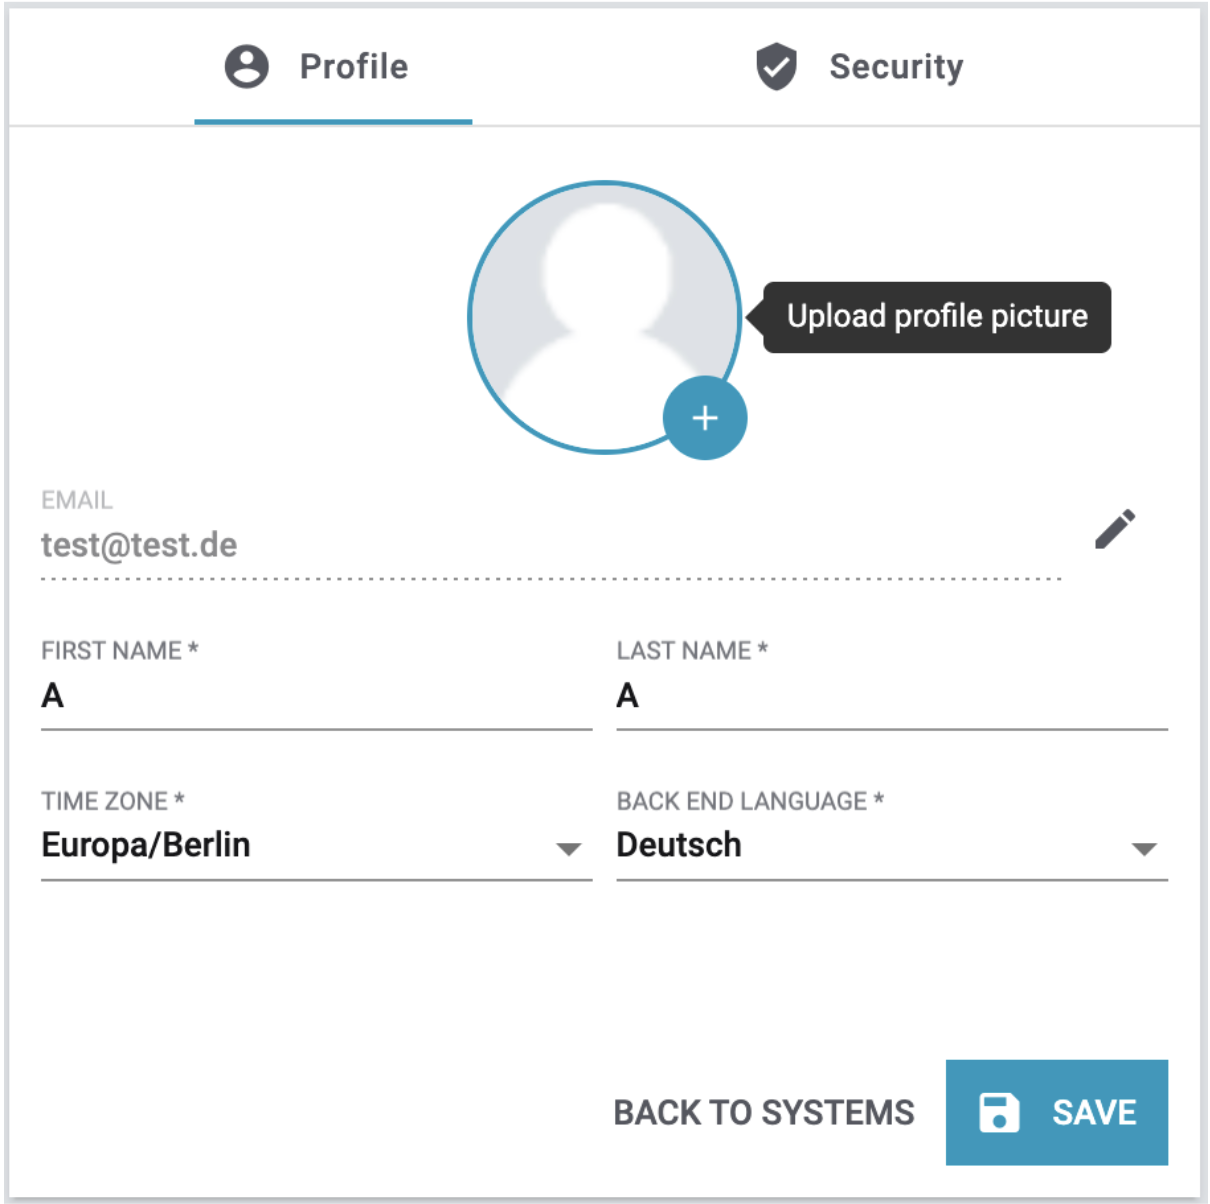 Profile
Security
Upload profile picture
+
EMAIL
test@test.de
FIRST NAME *
LAST NAME *
A
A
TIME ZONE *
BACK END LANGUAGE *
Europa/Berlin
Deutsch
BACK TO SYSTEMS
SAVE